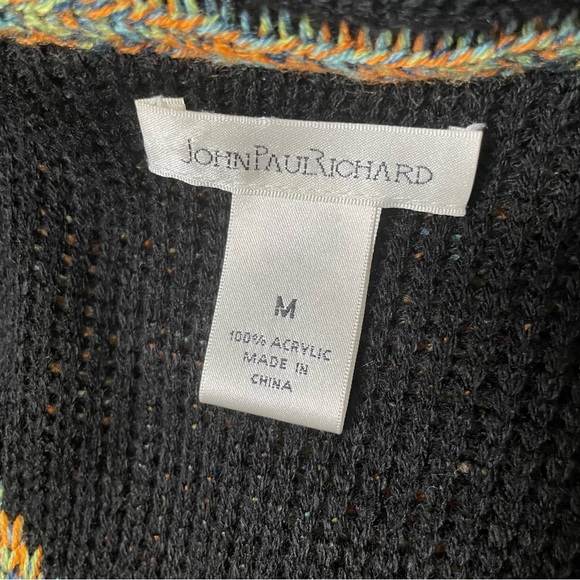 JOHNPAULRICHARD
M
100% ACRYLIC
MADE IN
CHINA